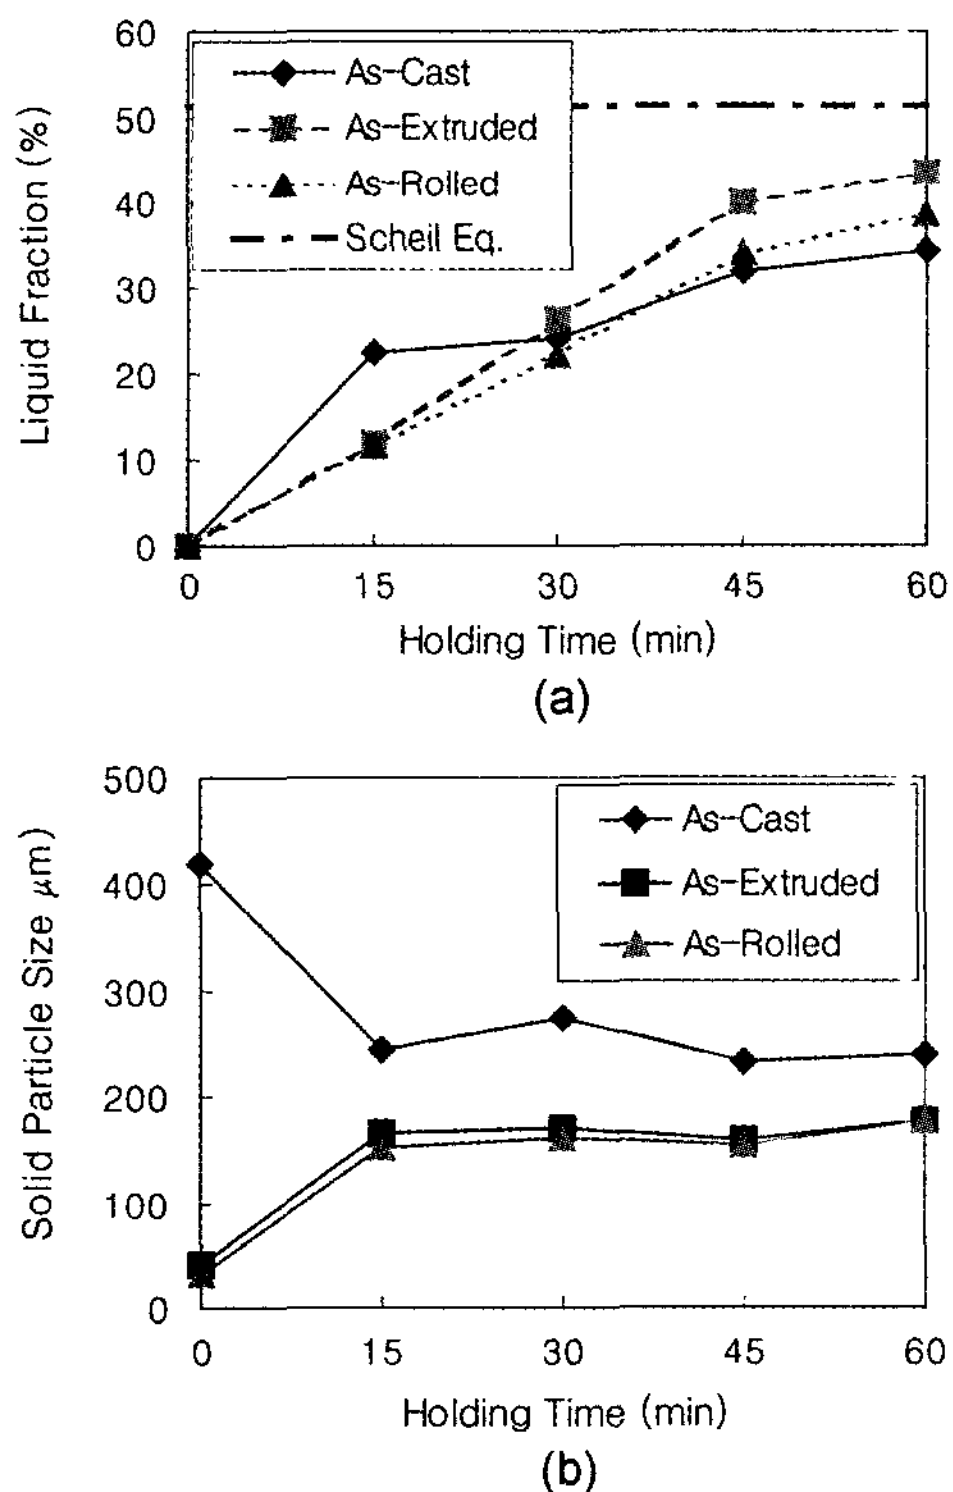 60
50
40
30
20
10
0
Liquid Fraction (%)
As-Cast
As-Extruded
As-Rolled
Scheil Eq.
0 15 30 45 60
Holding Time (min)
(a)
500
400
300
200
100
0
Solid Particle Size μm)
As-Cast
As-Extruded
As-Rolled
0 15 30 45 60
Holding Time (min)
(b)